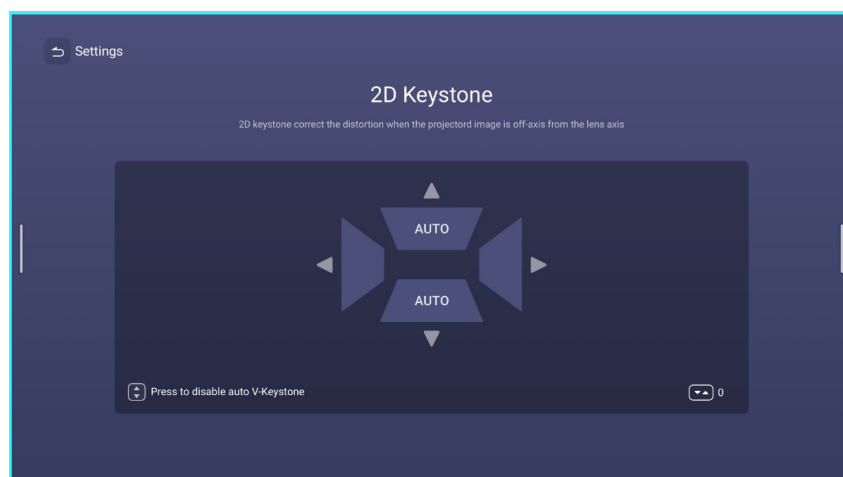 Settings
2D Keystone
2D keystone correct the distortion when the projectord image is off-axis from the lens axis
AUTO
AUTO
Press to disable auto V-Keystone
0